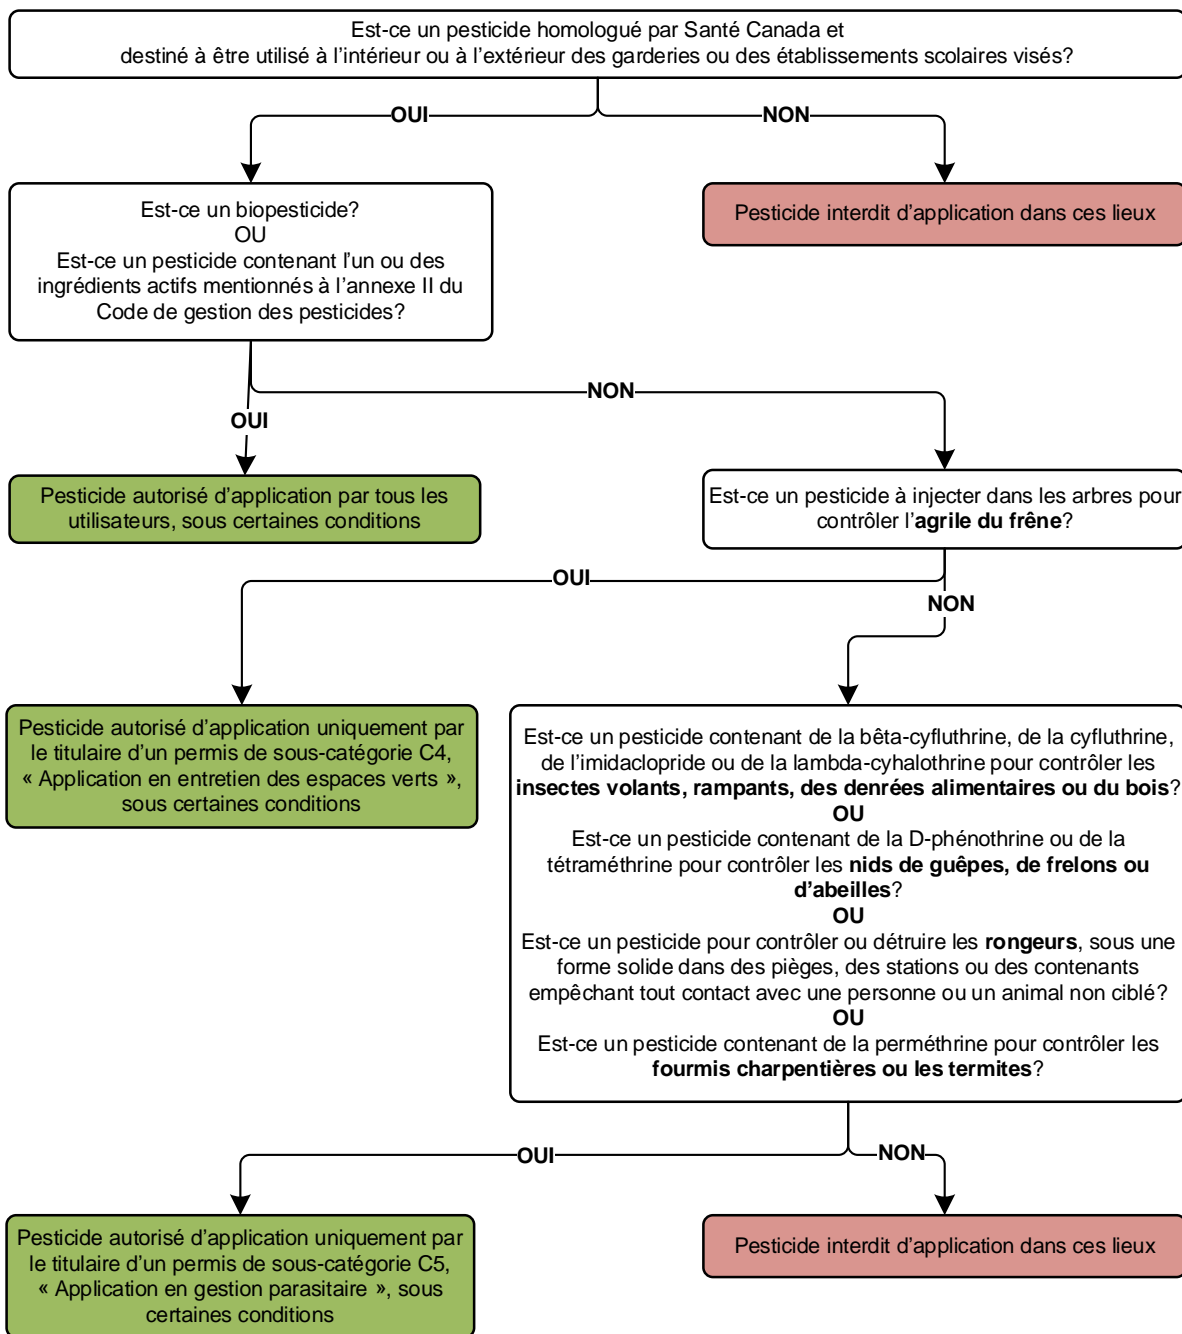 Est-ce un pesticide homologué par Santé Canada et
destiné à être utilisé à l’intérieur ou à l’extérieur des garderies ou des établissements scolaires visés?
OUI
NON
Est-ce un biopesticide?
OU
Est-ce un pesticide contenant l’un ou des
ingrédients actifs mentionnés à l’annexe II du
Code de gestion des pesticides?
Pesticide interdit d’application dans ces lieux
OUI
NON
Pesticide autorisé d’application par tous les
utilisateurs, sous certaines conditions
Est-ce un pesticide à injecter dans les arbres pour
contrôler l’agrile du frêne?
OUI
NON
Pesticide autorisé d’application uniquement par
le titulaire d’un permis de sous-catégorie C4,
« Application en entretien des espaces verts »,
sous certaines conditions
Est-ce un pesticide contenant de la bêta-cyfluthrine, de la cyfluthrine,
de l’imidaclopride ou de la lambda-cyhalothrine pour contrôler les
insectes volants, rampants, des denrées alimentaires ou du bois?
OU
Est-ce un pesticide contenant de la D-phénothrine ou de la
tétraméthrine pour contrôler les nids de guêpes, de frelons ou
d’abeilles?
OU
Est-ce un pesticide pour contrôler ou détruire les rongeurs, sous une
forme solide dans des pièges, des stations ou des contenants
empêchant tout contact avec une personne ou un animal non ciblé?
OU
Est-ce un pesticide contenant de la perméthrine pour contrôler les
fourmis charpentières ou les termites?
OUI
NON
Pesticide autorisé d’application uniquement par
le titulaire d’un permis de sous-catégorie C5,
« Application en gestion parasitaire », sous
certaines conditions
Pesticide interdit d’application dans ces lieux